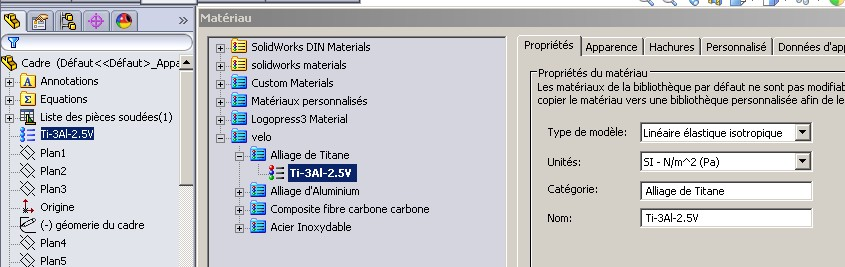 Matériau
Cadre (Défaut<<Défaut>_Appa
Annotations
Equations
Liste des pièces soudées(1)
Ti-3Al-2.5V
Plan1
Plan2
Plan3
Origine
(-) géomerie du cadre
Plan4
Plan5
SolidWorks DIN Materials
solidworks materials
Custom Materials
Matériaux personnalisés
Logopress3 Material
velo
Alliage de Titane
Ti-3Al-2.5V
Alliage d'Aluminium
Composite fibre carbone carbone
Acier Inoxydable
Propriétés
Apparence
Hachures
Personnalisé
Données d'app
Propriétés du matériau
Les matériaux de la bibliothèque par défaut ne sont pas modifiab
copier le matériau vers une bibliothèque personnalisée afin de le
Type de modèle: Linéaire élastique isotropique
Unités: SI - N/m^2 (Pa)
Catégorie: Alliage de Titane
Nom: Ti-3Al-2.5V